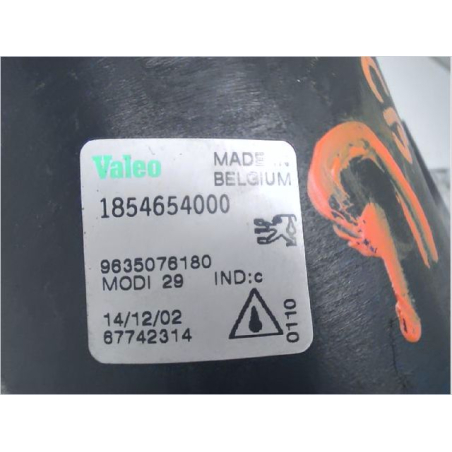 Valeo
MADE IN
BELGIUM
1854654000
9635076180
MODI 29 IND:c
14/12/02
67742314
0110